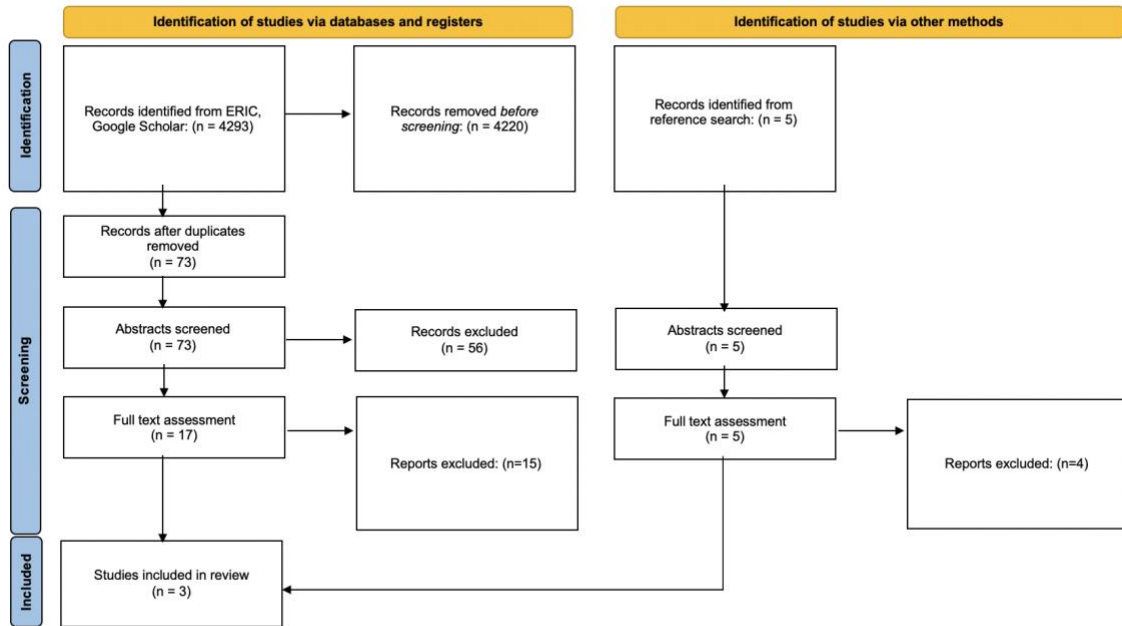 Identification of studies via databases and registers
Identification of studies via other methods
Identification
Records identified from ERIC,
Google Scholar: (n = 4293)
Records removed before
screening: (n = 4220)
Records identified from
reference search: (n = 5)
Screening
Records after duplicates
removed
(n = 73)
Abstracts screened
(n = 73)
Records excluded
(n = 56)
Abstracts screened
(n = 5)
Full text assessment
(n = 17)
Reports excluded: (n=15)
Full text assessment
(n = 5)
Reports excluded: (n=4)
Included
Studies included in review
(n = 3)